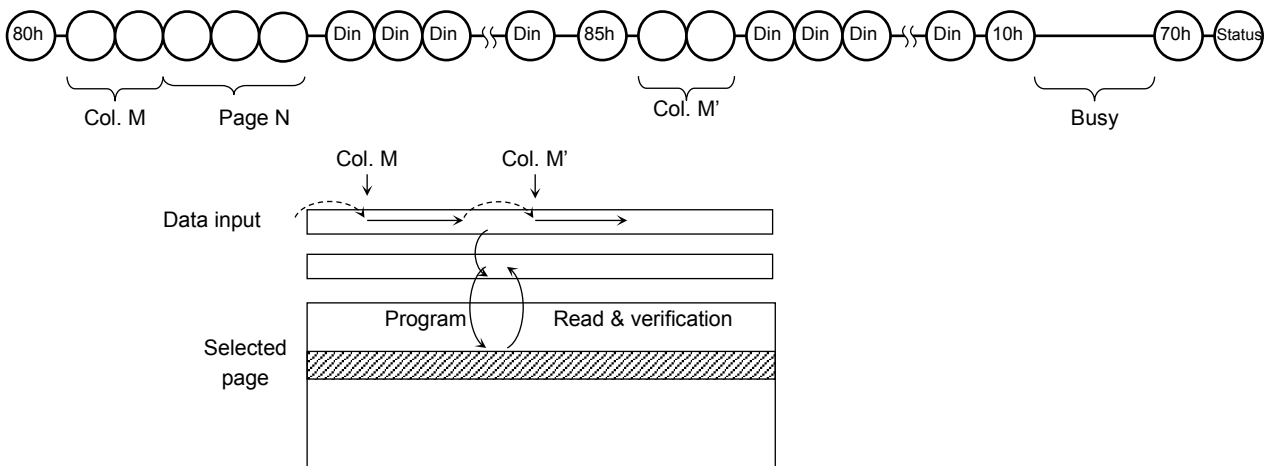 80h Din Din Din Din 85h Din Din Din Din 10h 70h Status
Col. M Page N Col. M’ Busy
Col. M Col. M’
Data input
Program Read & verification
Selected
page